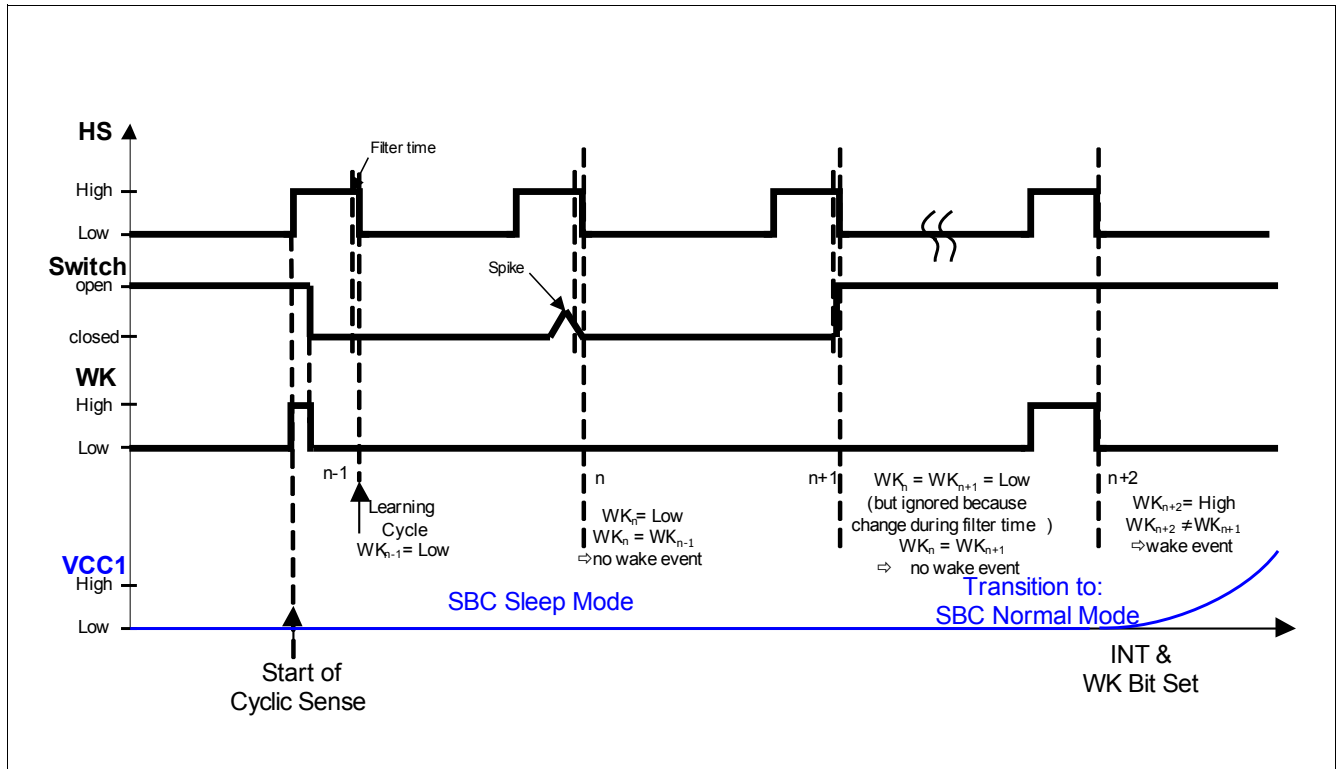 HS
Filter time
High
Low
Switch
open
Spike
closed
WK
High
Low
n-1
n
n+1
n+2
Learning
Cycle
WKn-1= Low
WKn= Low
WKn = WKn-1
⇨no wake event
WKn = WKn+1 = Low
(but ignored because
change during filter time )
WKn = WKn+1
⇨ no wake event
WKn+2= High
WKn+2 ≠WKn+1
⇨wake event
VCC1
High
Low
SBC Sleep Mode
Transition to:
SBC Normal Mode
Start of
Cyclic Sense
INT &
WK Bit Set